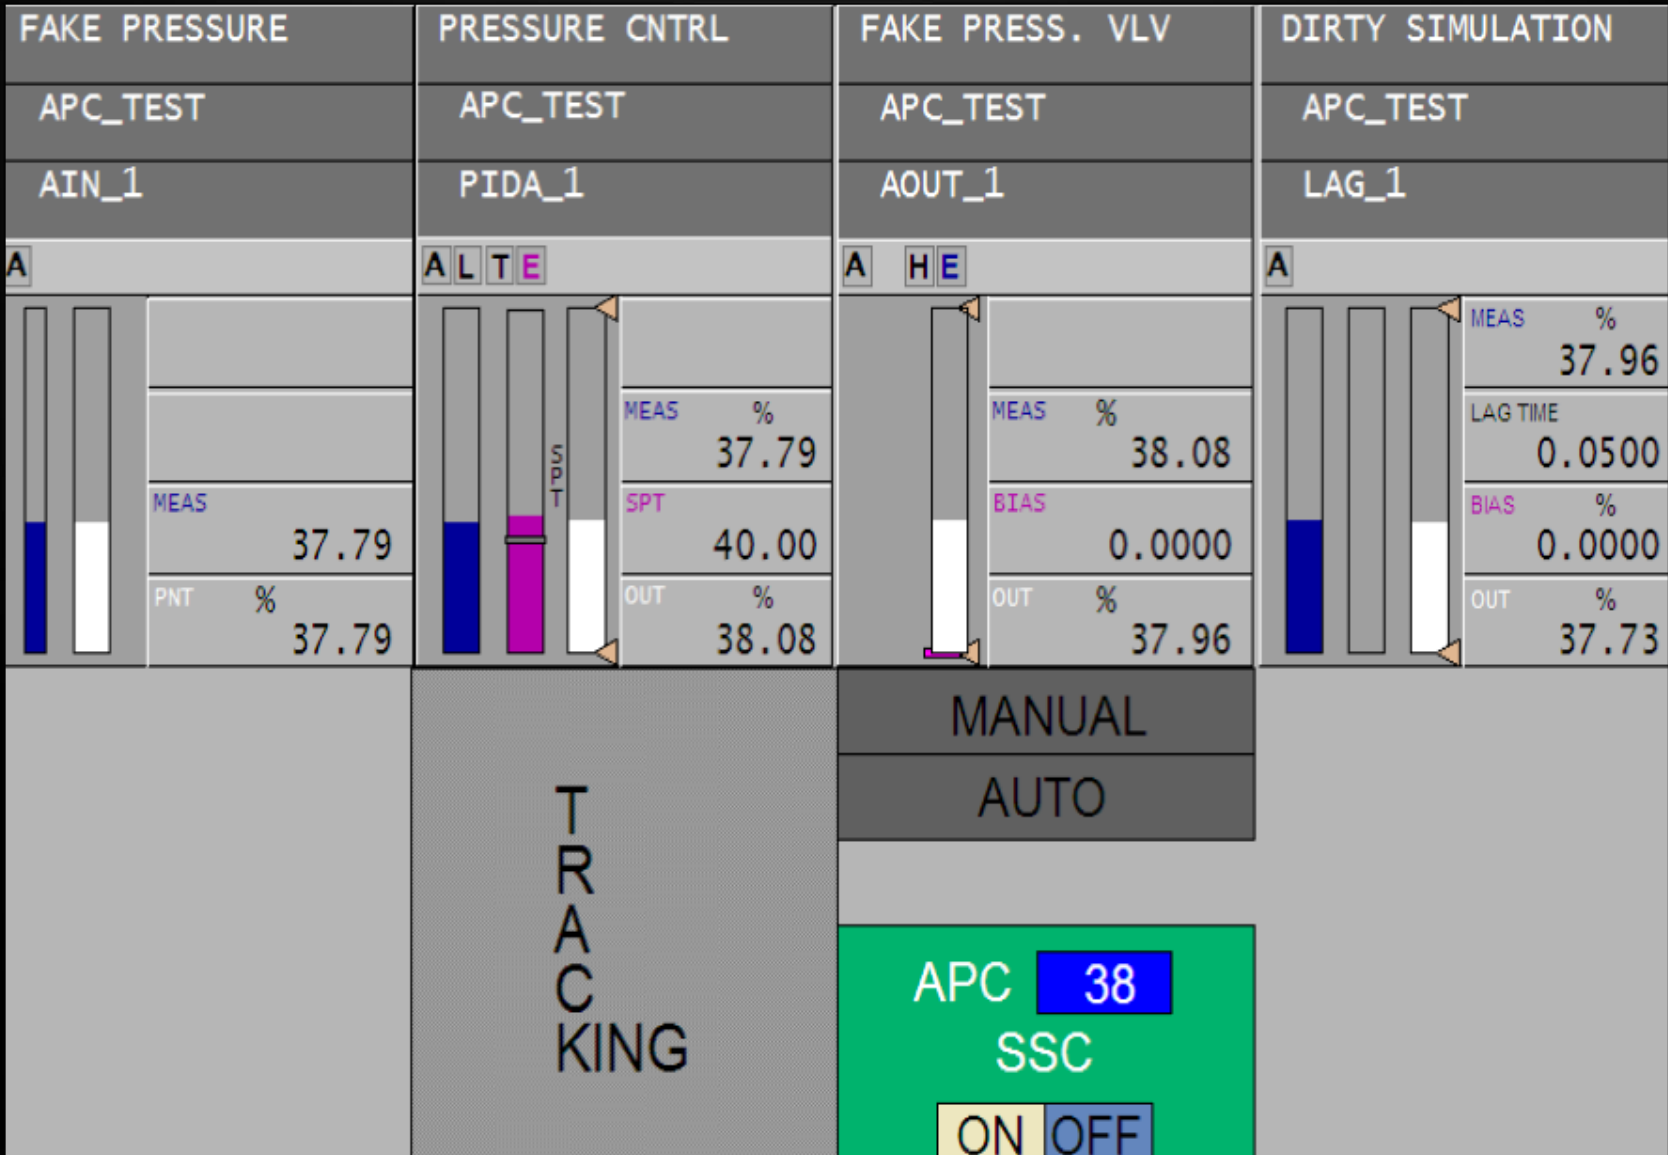 FAKE PRESSURE
APC_TEST
AIN_1
A
MEAS
37.79
PNT %
37.79
PRESSURE CNTRL
APC_TEST
PIDA_1
A L T E
SPT
MEAS %
37.79
SPT
40.00
OUT %
38.08
TRACKING
FAKE PRESS. VLV
APC_TEST
AOUT_1
A H E
MEAS %
38.08
BIAS
0.0000
OUT %
37.96
MANUAL
AUTO
APC 38
SSC
ON OFF
DIRTY SIMULATION
APC_TEST
LAG_1
A
MEAS %
37.96
LAG TIME
0.0500
BIAS %
0.0000
OUT %
37.73